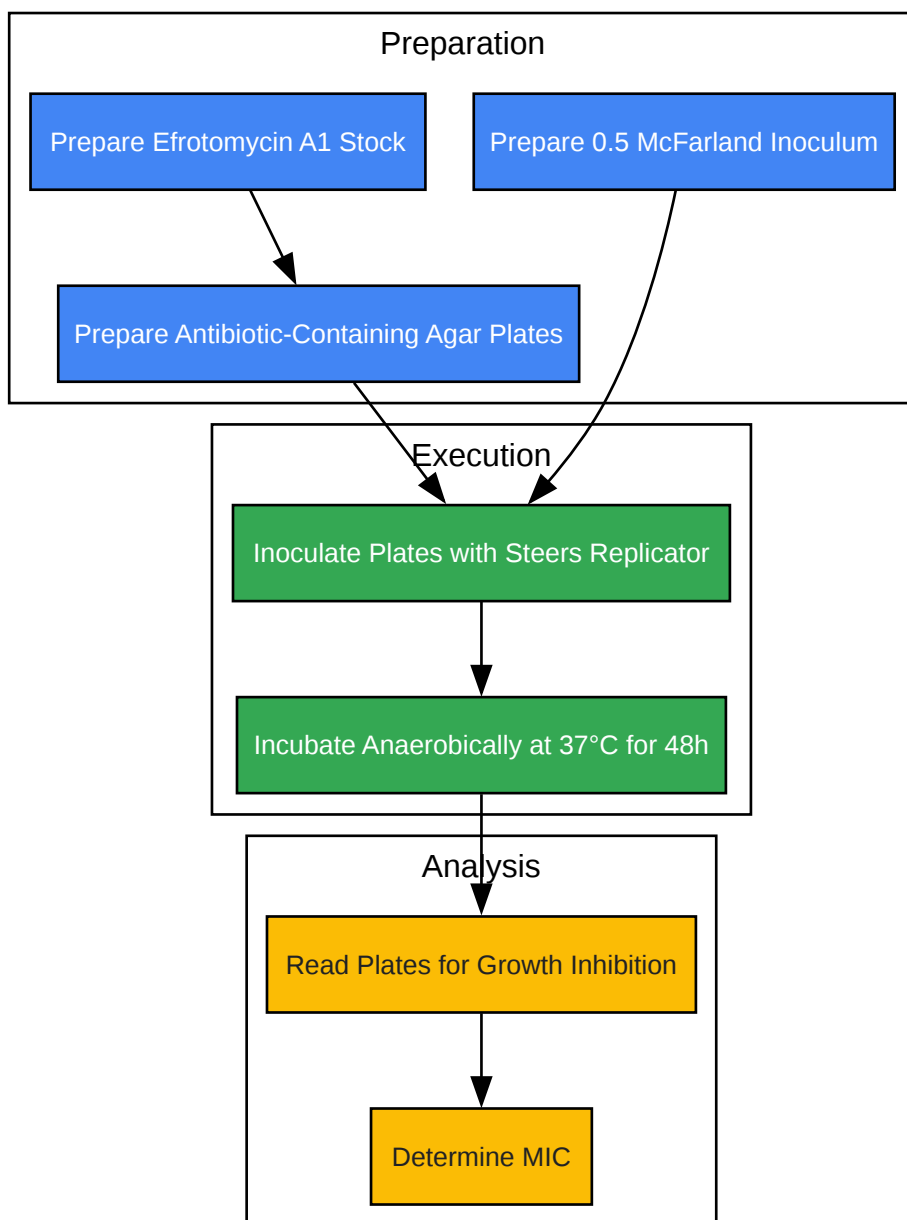 Preparation
Prepare Efrotomycin A1 Stock
Prepare 0.5 McFarland Inoculum
Prepare Antibiotic-Containing Agar Plates
Execution
Inoculate Plates with Steers Replicator
Incubate Anaerobically at 37°C for 48h
Analysis
Read Plates for Growth Inhibition
Determine MIC